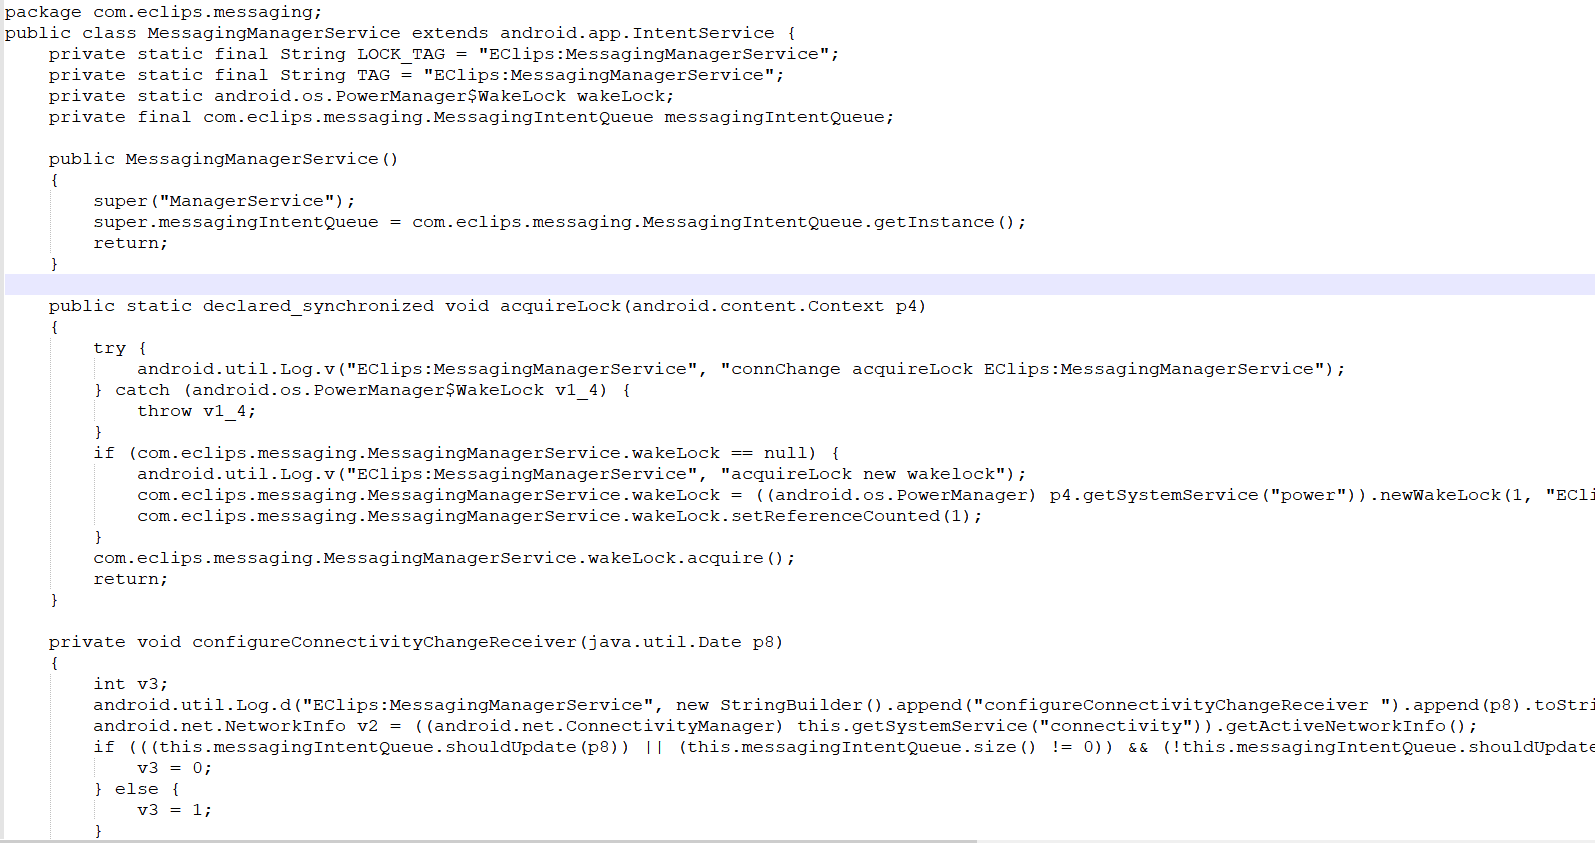 package com.eclips.messaging;
public class MessagingManagerService extends android.app.IntentService {
    private static final String LOCK_TAG = "EClips:MessagingManagerService";
    private static final String TAG = "EClips:MessagingManagerService";
    private static android.os.PowerManager$WakeLock wakeLock;
    private final com.eclips.messaging.MessagingIntentQueue messagingIntentQueue;

    public MessagingManagerService()
    {
        super("ManagerService");
        super.messagingIntentQueue = com.eclips.messaging.MessagingIntentQueue.getInstance();
        return;
    }

    public static declared_synchronized void acquireLock(android.content.Context p4)
    {
        try {
            android.util.Log.v("EClips:MessagingManagerService", "connChange acquireLock EClips:MessagingManagerService");
        } catch (android.os.PowerManager$WakeLock v1_4) {
            throw v1_4;
        }
        if (com.eclips.messaging.MessagingManagerService.wakeLock == null) {
            android.util.Log.v("EClips:MessagingManagerService", "acquireLock new wakelock");
            com.eclips.messaging.MessagingManagerService.wakeLock = ((android.os.PowerManager) p4.getSystemService("power")).newWakeLock(1, "ECli
            com.eclips.messaging.MessagingManagerService.wakeLock.setReferenceCounted(1);
        }
        com.eclips.messaging.MessagingManagerService.wakeLock.acquire();
        return;
    }

    private void configureConnectivityChangeReceiver(java.util.Date p8)
    {
        int v3;
        android.util.Log.d("EClips:MessagingManagerService", new StringBuilder().append("configureConnectivityChangeReceiver ").append(p8).toStri
        android.net.NetworkInfo v2 = ((android.net.ConnectivityManager) this.getSystemService("connectivity")).getActiveNetworkInfo();
        if (((this.messagingIntentQueue.shouldUpdate(p8)) || (this.messagingIntentQueue.size() != 0)) && (!this.messagingIntentQueue.shouldUpdate
            v3 = 0;
        } else {
            v3 = 1;
        }